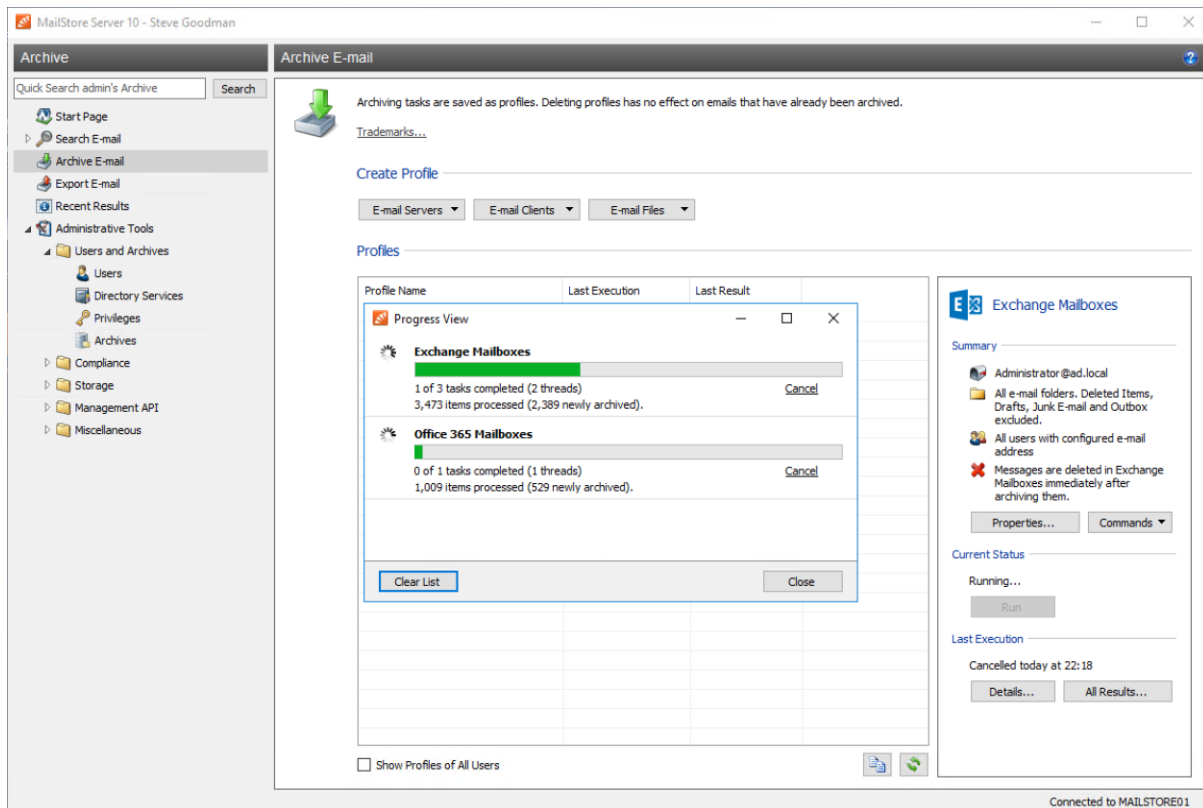 MailStore Server 10 - Steve Goodman
Archive
Archive E-mail
Quick Search admin's Archive
Search
Start Page
Search E-mail
Archive E-mail
Export E-mail
Recent Results
Administrative Tools
Users and Archives
Users
Directory Services
Privileges
Archives
Compliance
Storage
Management API
Miscellaneous
Archiving tasks are saved as profiles. Deleting profiles has no effect on emails that have already been archived.
Trademarks...
Create Profile
E-mail Servers
E-mail Clients
E-mail Files
Profiles
Profile Name Last Execution Last Result
Progress View
Exchange Mailboxes
1 of 3 tasks completed (2 threads)
Cancel
3,473 items processed (2,389 newly archived).
Office 365 Mailboxes
0 of 1 tasks completed (1 threads)
Cancel
1,009 items processed (529 newly archived).
Clear List
Close
Show Profiles of All Users
Exchange Mailboxes
Summary
Administrator@ad.local
All e-mail folders. Deleted Items,
Drafts, Junk E-mail and Outbox
excluded.
All users with configured e-mail
address
Messages are deleted in Exchange
Mailboxes immediately after
archiving them.
Properties...
Commands
Current Status
Running...
Run
Last Execution
Cancelled today at 22:18
Details...
All Results...
Connected to MAILSTORE01